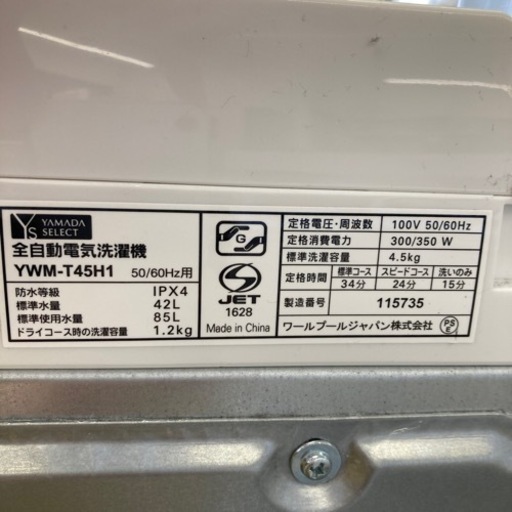 YS YAMADA SELECT
全自動電気洗濯機
YWM-T45H1 50/60Hz用
防水等級 IPX4
標準水量 42L
標準使用水量 85L
ドライコース時の洗濯容量 1.2kg
G
S
JET
1628
Made in China
定格電圧・周波数 100V 50/60Hz
定格消費電力 300/350 W
標準洗濯容量 4.5kg
定格時間 標準コース スピードコース 洗いのみ
34分 24分 15分
製造番号 115735
ワールプールジャパン株式会社
PS
E